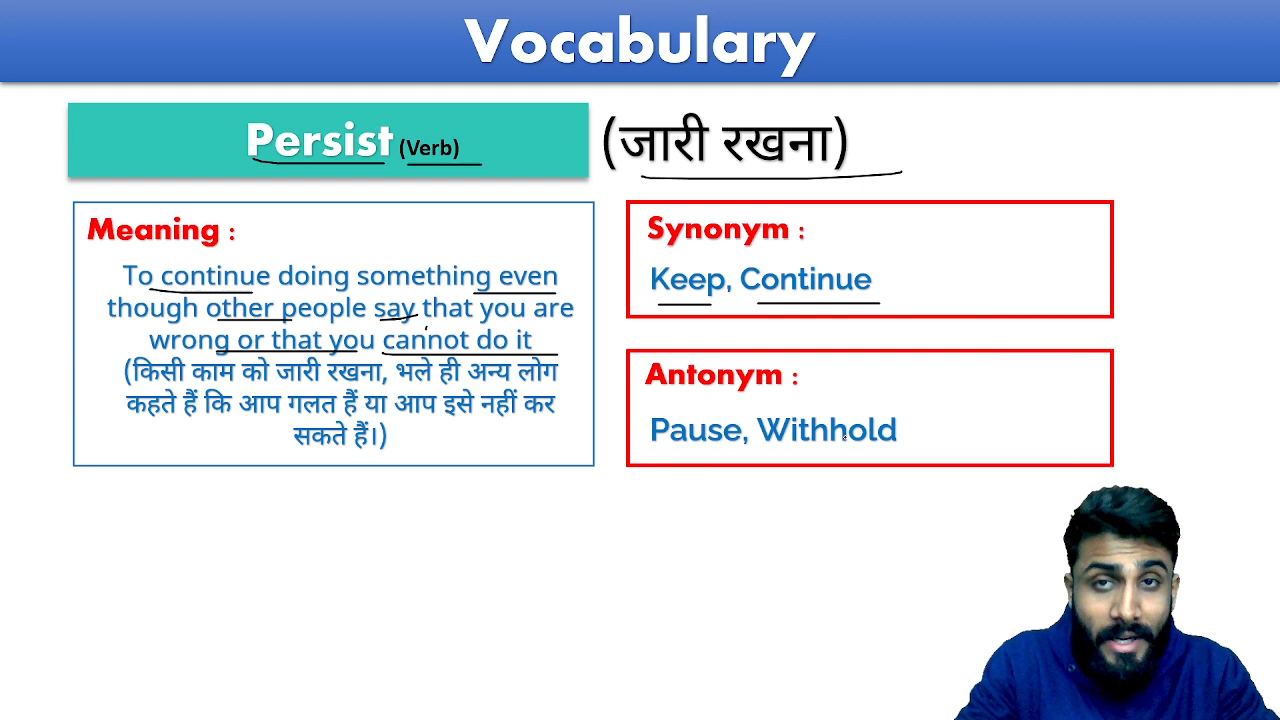 Vocabulary
Persist (Verb)
(जारी रखना)
Meaning :
To continue doing something even
though other people say that you are
wrong or that you cannot do it
(किसी काम को जारी रखना, भले ही अन्य लोग
कहते हैं कि आप गलत हैं या आप इसे नहीं कर
सकते हैं।)
Synonym :
Keep, Continue
Antonym :
Pause, Withhold